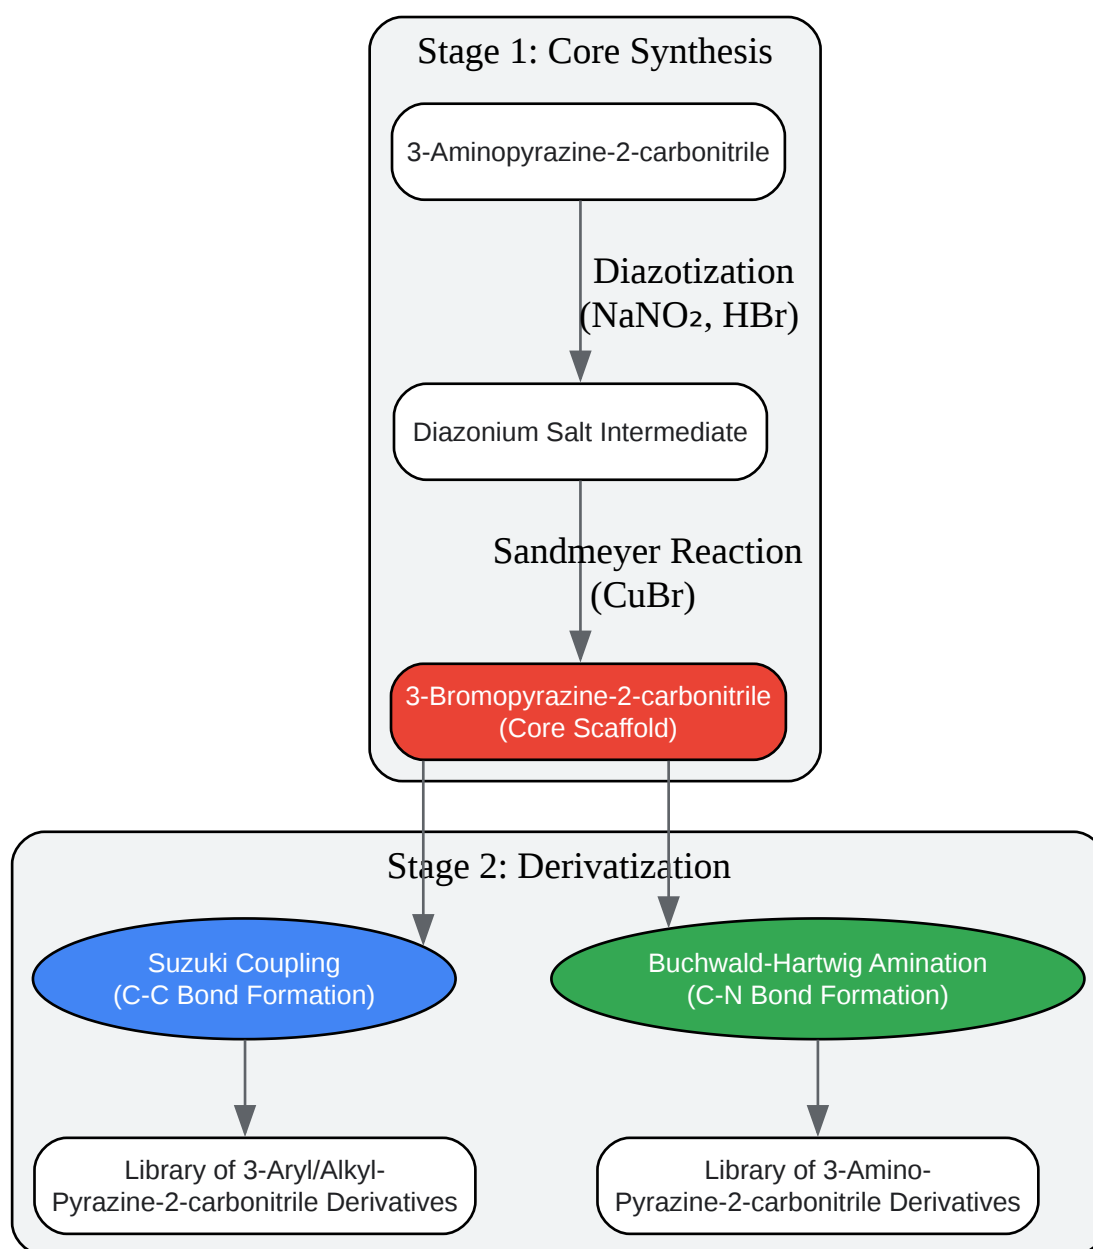 Stage 1: Core Synthesis
3-Aminopyrazine-2-carbonitrile
Diazotization
(NaNO₂, HBr)
Diazonium Salt Intermediate
Sandmeyer Reaction
(CuBr)
3-Bromopyrazine-2-carbonitrile
(Core Scaffold)
Stage 2: Derivatization
Suzuki Coupling
(C-C Bond Formation)
Buchwald-Hartwig Amination
(C-N Bond Formation)
Library of 3-Aryl/Alkyl-
Pyrazine-2-carbonitrile Derivatives
Library of 3-Amino-
Pyrazine-2-carbonitrile Derivatives